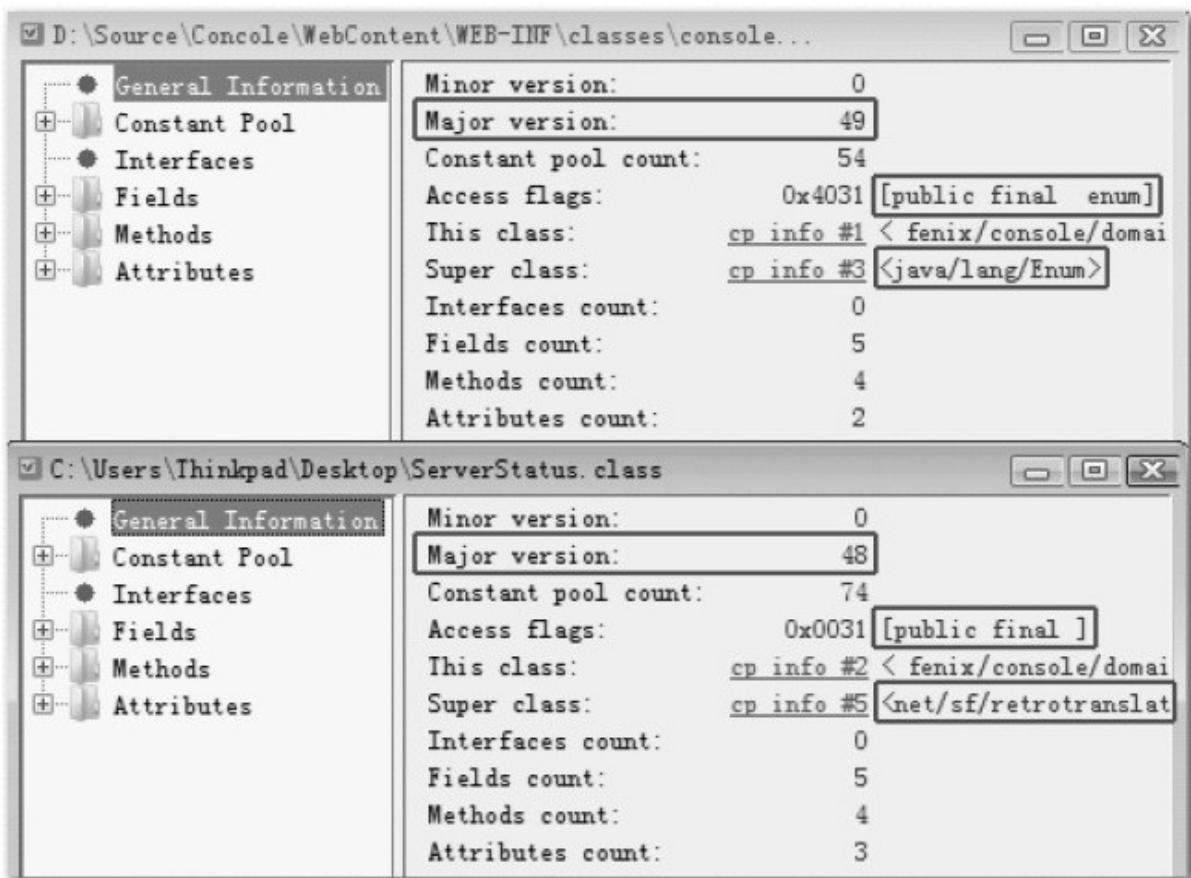 D:\Source\Concole\WebContent\WEB-INF\classes\console...
General Information
Constant Pool
Interfaces
Fields
Methods
Attributes
Minor version: 0
Major version: 49
Constant pool count: 54
Access flags: 0x4031 [public final enum]
This class: cp info #1 < fenix/console/domai
Super class: cp info #3 <java/lang/Enum>
Interfaces count: 0
Fields count: 5
Methods count: 4
Attributes count: 2
C:\Users\Thinkpad\Desktop\ServerStatus.class
General Information
Constant Pool
Interfaces
Fields
Methods
Attributes
Minor version: 0
Major version: 48
Constant pool count: 74
Access flags: 0x0031 [public final ]
This class: cp info #2 < fenix/console/domai
Super class: cp info #5 <net/sf/retrotranslat
Interfaces count: 0
Fields count: 5
Methods count: 4
Attributes count: 3